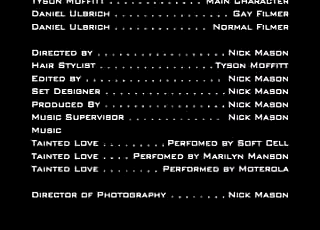 Tyson Moffitt . . . . . . . . . . . . . . Main Character
Daniel Ulbrich . . . . . . . . . . . . . . Gay Filmer
Daniel Ulbrich . . . . . . . . . . . . Normal Filmer
Directed by . . . . . . . . . . . . . . . . Nick Mason
Hair Stylist . . . . . . . . . . . . . . Tyson Moffitt
Edited by . . . . . . . . . . . . . . . . . Nick Mason
Set Designer . . . . . . . . . . . . . . Nick Mason
Produced By . . . . . . . . . . . . . . . Nick Mason
Music Supervisor . . . . . . . . . . . Nick Mason
Music
Tainted Love . . . . . . . . . Perfomed by Soft Cell
Tainted Love . . . . Perfomed by Marilyn Manson
Tainted Love . . . . . . . . Performed by Moterola
Director of Photography . . . . . . . Nick Mason